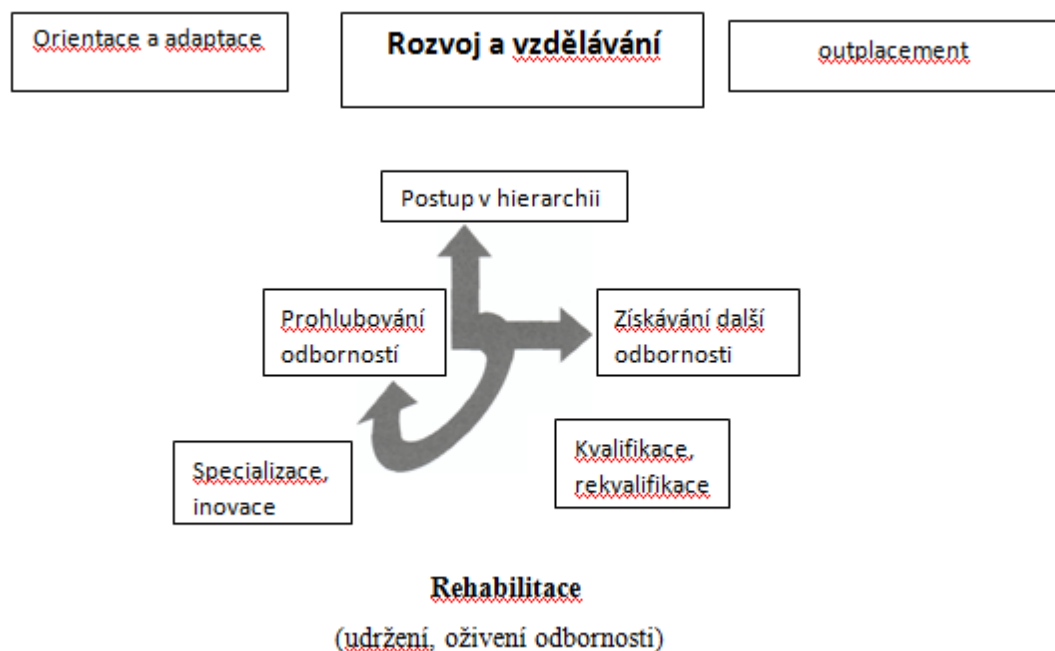 Orientace a adaptace
Rozvoj a vzdělávání
outplacement
Postup v hierarchii
Prohlubování
odborností
Získávání další
odbornosti
Specializace,
inovace
Kvalifikace,
rekvalifikace
Rehabilitace
(udržení, oživení odbornosti)